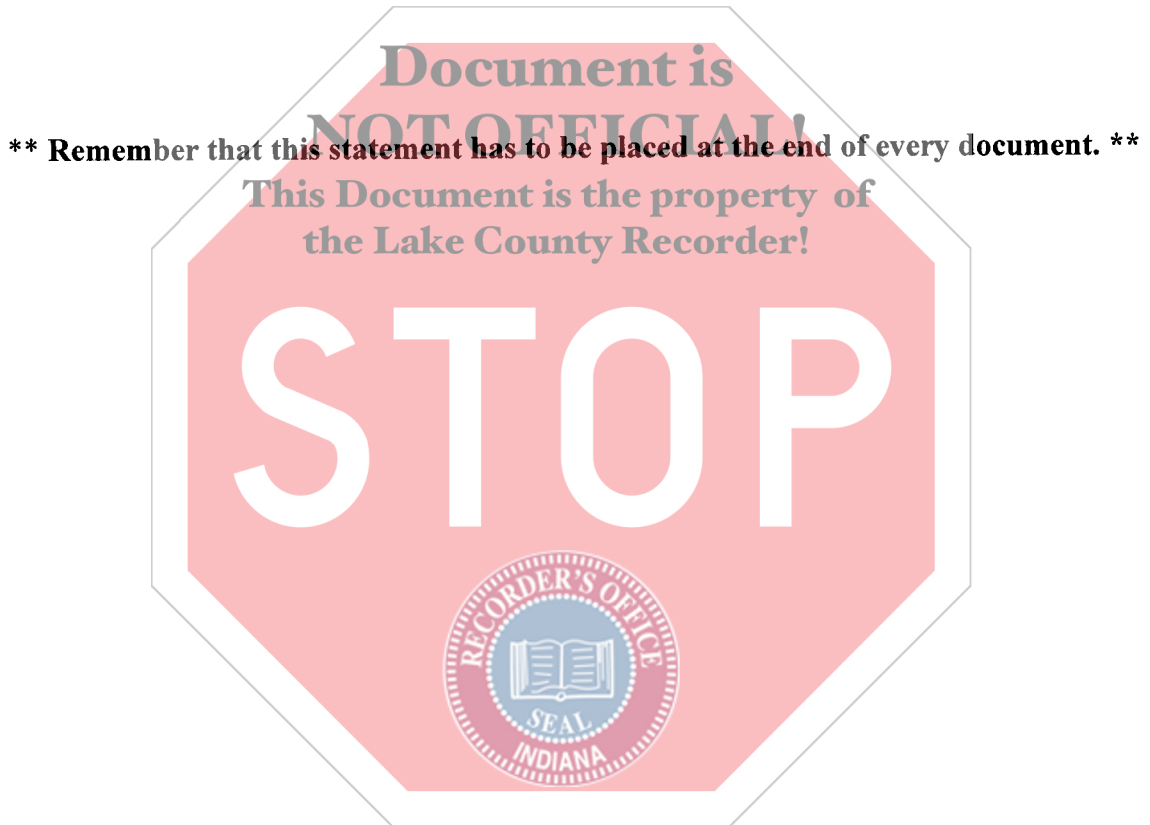 Document is
NOT OFFICIAL!
** Remember that this statement has to be placed at the end of every document. **
This Document is the property of
the Lake County Recorder!
STOP
RECORDER'S OFFICE
SEAL
INDIANA